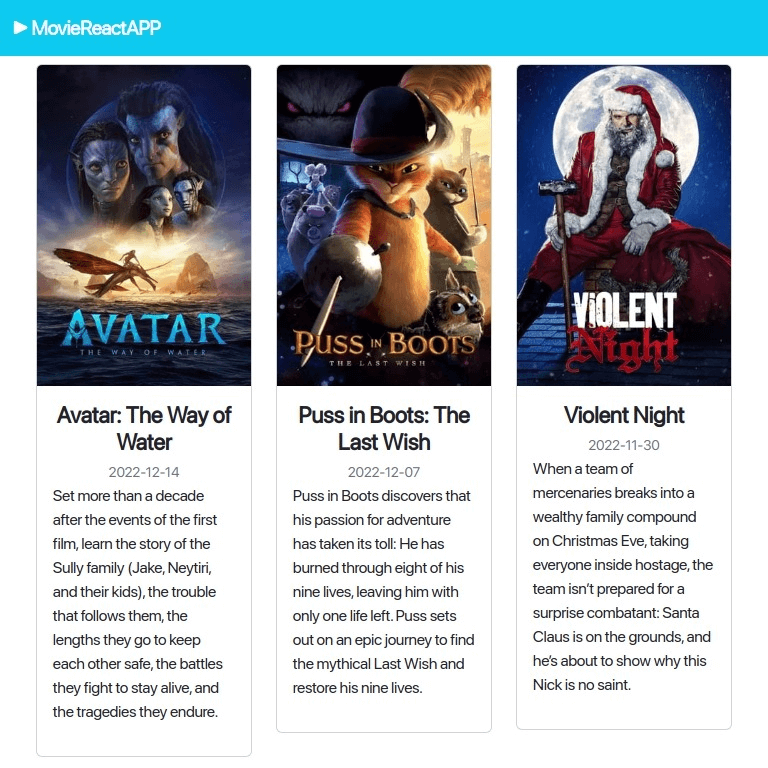 MovieReactAPP
AVATAR
THE WAY OF WATER
Avatar: The Way of
Water
2022-12-14
Set more than a decade
after the events of the first
film, learn the story of the
Sully family (Jake, Neytiri,
and their kids), the trouble
that follows them, the
lengths they go to keep
each other safe, the battles
they fight to stay alive, and
the tragedies they endure.
PUSS IN BOOTS
THE LAST WISH
Puss in Boots: The
Last Wish
2022-12-07
Puss in Boots discovers that
his passion for adventure
has taken its toll: He has
burned through eight of his
nine lives, leaving him with
only one life left. Puss sets
out on an epic journey to find
the mythical Last Wish and
restore his nine lives.
ViOLENT
Night
Violent Night
2022-11-30
When a team of
mercenaries breaks into a
wealthy family compound
on Christmas Eve, taking
everyone inside hostage, the
team isn’t prepared for a
surprise combatant: Santa
Claus is on the grounds, and
he’s about to show why this
Nick is no saint.